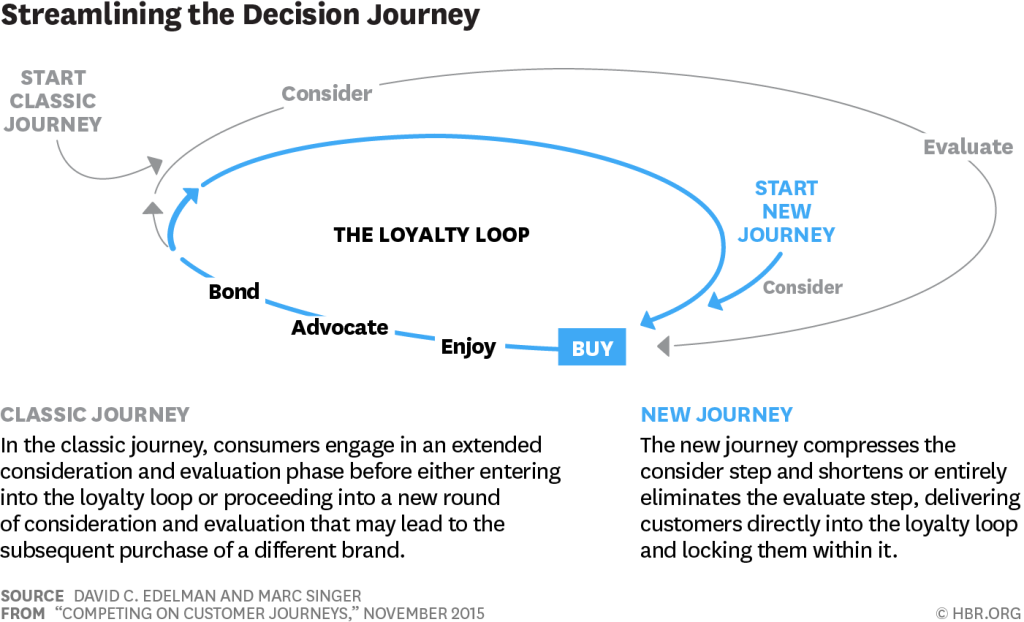 Streamlining the Decision Journey
START
CLASSIC
JOURNEY
Consider
Evaluate
START
NEW
JOURNEY
THE LOYALTY LOOP
Consider
Bond
Advocate
Enjoy
BUY
CLASSIC JOURNEY
In the classic journey, consumers engage in an extended
consideration and evaluation phase before either entering
into the loyalty loop or proceeding into a new round
of consideration and evaluation that may lead to the
subsequent purchase of a different brand.
NEW JOURNEY
The new journey compresses the
consider step and shortens or entirely
eliminates the evaluate step, delivering
customers directly into the loyalty loop
and locking them within it.
SOURCE DAVID C. EDELMAN AND MARC SINGER
FROM “COMPETING ON CUSTOMER JOURNEYS,” NOVEMBER 2015
© HBR.ORG